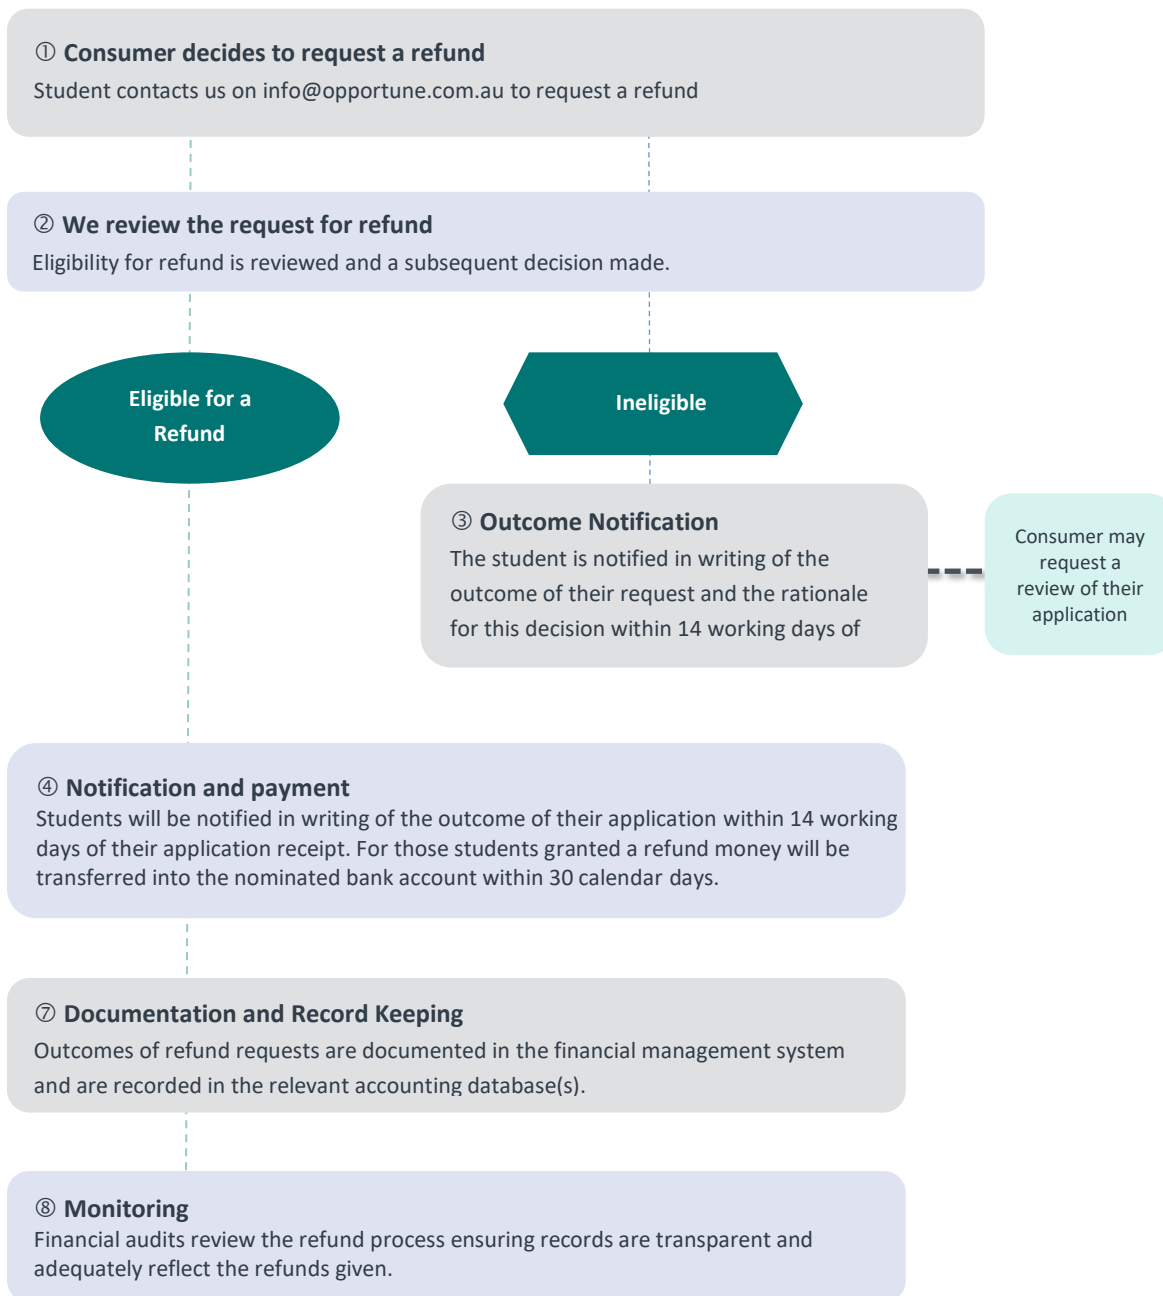 ① Consumer decides to request a refund
Student contacts us on info@opportune.com.au to request a refund
② We review the request for refund
Eligibility for refund is reviewed and a subsequent decision made.
Eligible for a
Refund
Ineligible
③ Outcome Notification
The student is notified in writing of the
outcome of their request and the rationale
for this decision within 14 working days of
Consumer may
request a
review of their
application
④ Notification and payment
Students will be notified in writing of the outcome of their application within 14 working
days of their application receipt. For those students granted a refund money will be
transferred into the nominated bank account within 30 calendar days.
⑦ Documentation and Record Keeping
Outcomes of refund requests are documented in the financial management system
and are recorded in the relevant accounting database(s).
⑧ Monitoring
Financial audits review the refund process ensuring records are transparent and
adequately reflect the refunds given.